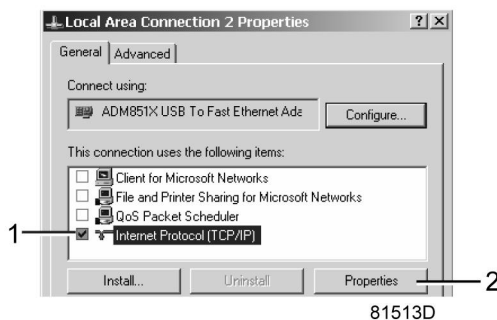 Local Area Connection 2 Properties
General Advanced
Connect using:
ADM851X USB To Fast Ethernet Ada
Configure...
This connection uses the following items:
Client for Microsoft Networks
File and Printer Sharing for Microsoft Networks
QoS Packet Scheduler
1 Internet Protocol (TCP/IP)
Install... Uninstall Properties 2
81513D